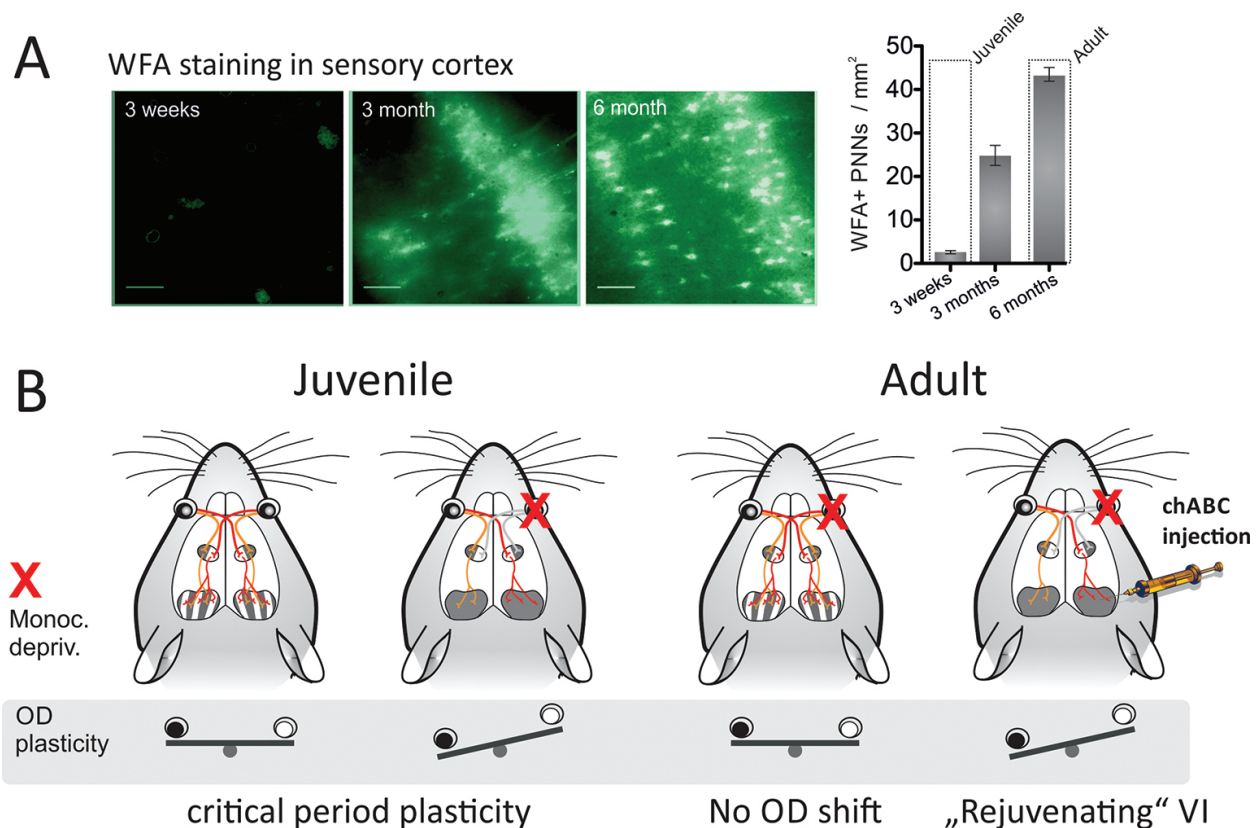 A
WFA staining in sensory cortex
3 weeks
3 month
6 month
WFA+ PNNs / mm²
50
40
30
20
10
0
Juvenile
Adult
3 weeks
3 months
6 months
B
Juvenile
Adult
X
Monoc.
depriv.
X
X
X
chABC
injection
OD
plasticity
critical period plasticity
No OD shift
„Rejuvenating“ VI